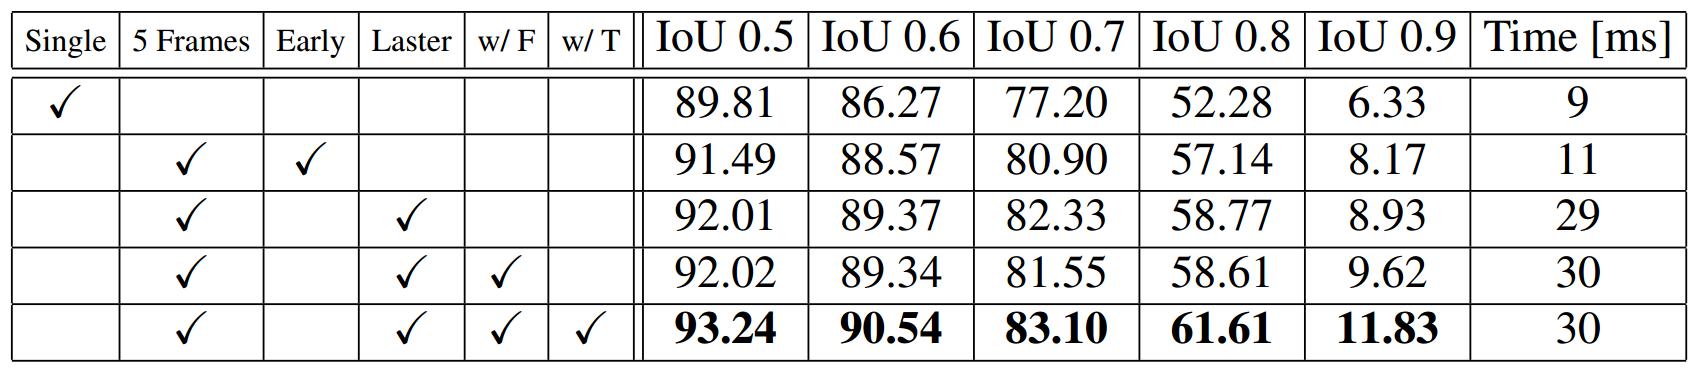 Single 5 Frames Early Laster w/ F w/ T IoU 0.5 IoU 0.6 IoU 0.7 IoU 0.8 IoU 0.9 Time [ms]
✓ 89.81 86.27 77.20 52.28 6.33 9
✓ ✓ 91.49 88.57 80.90 57.14 8.17 11
✓ ✓ 92.01 89.37 82.33 58.77 8.93 29
✓ ✓ ✓ 92.02 89.34 81.55 58.61 9.62 30
✓ ✓ ✓ ✓ 93.24 90.54 83.10 61.61 11.83 30